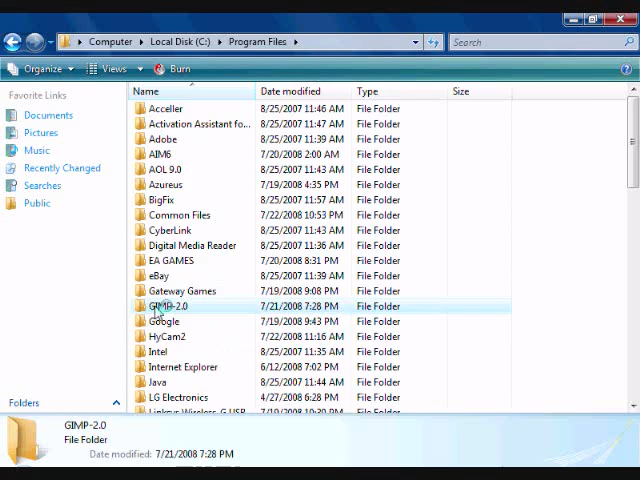 Computer ▸ Local Disk (C:) ▸ Program Files ▸ Search
Organize Views Burn
Favorite Links
Documents
Pictures
Music
Recently Changed
Searches
Public
Folders
Name Date modified Type Size
Acceller 8/25/2007 11:46 AM File Folder
Activation Assistant fo... 8/25/2007 11:47 AM File Folder
Adobe 8/25/2007 11:39 AM File Folder
AIM6 7/20/2008 2:00 AM File Folder
AOL 9.0 8/25/2007 11:43 AM File Folder
Azureus 7/19/2008 4:35 PM File Folder
BigFix 8/25/2007 11:57 AM File Folder
Common Files 7/22/2008 10:53 PM File Folder
CyberLink 8/25/2007 11:43 AM File Folder
Digital Media Reader 8/25/2007 11:36 AM File Folder
EA GAMES 7/20/2008 8:31 PM File Folder
eBay 8/25/2007 11:39 AM File Folder
Gateway Games 7/19/2008 9:08 PM File Folder
GIMP-2.0 7/21/2008 7:28 PM File Folder
Google 7/19/2008 9:43 PM File Folder
HyCam2 7/22/2008 11:16 AM File Folder
Intel 8/25/2007 11:35 AM File Folder
Internet Explorer 6/12/2008 7:02 PM File Folder
Java 8/25/2007 11:44 AM File Folder
LG Electronics 4/27/2008 6:28 PM File Folder
Linksys Wireless-G USB... 7/19/2008 10:30 PM File Folder
GIMP-2.0
File Folder
Date modified: 7/21/2008 7:28 PM